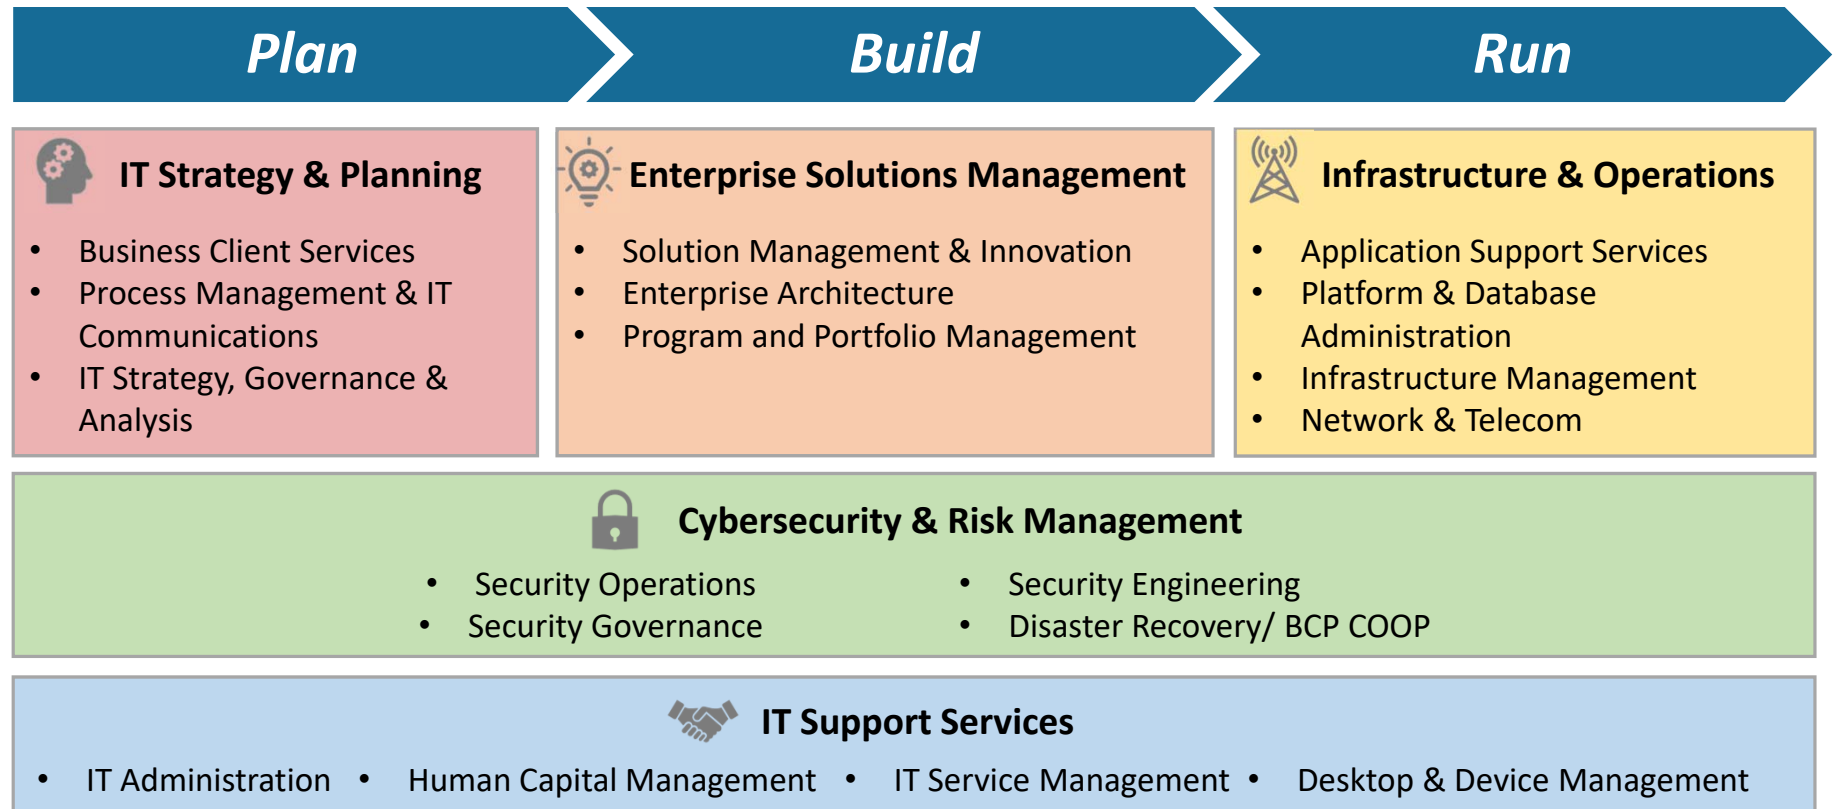 Plan
Build
Run
IT Strategy & Planning
• Business Client Services
• Process Management & IT
Communications
• IT Strategy, Governance &
Analysis
Enterprise Solutions Management
• Solution Management & Innovation
• Enterprise Architecture
• Program and Portfolio Management
Infrastructure & Operations
• Application Support Services
• Platform & Database
Administration
• Infrastructure Management
• Network & Telecom
Cybersecurity & Risk Management
• Security Operations
• Security Governance
• Security Engineering
• Disaster Recovery/ BCP COOP
IT Support Services
• IT Administration • Human Capital Management • IT Service Management • Desktop & Device Management